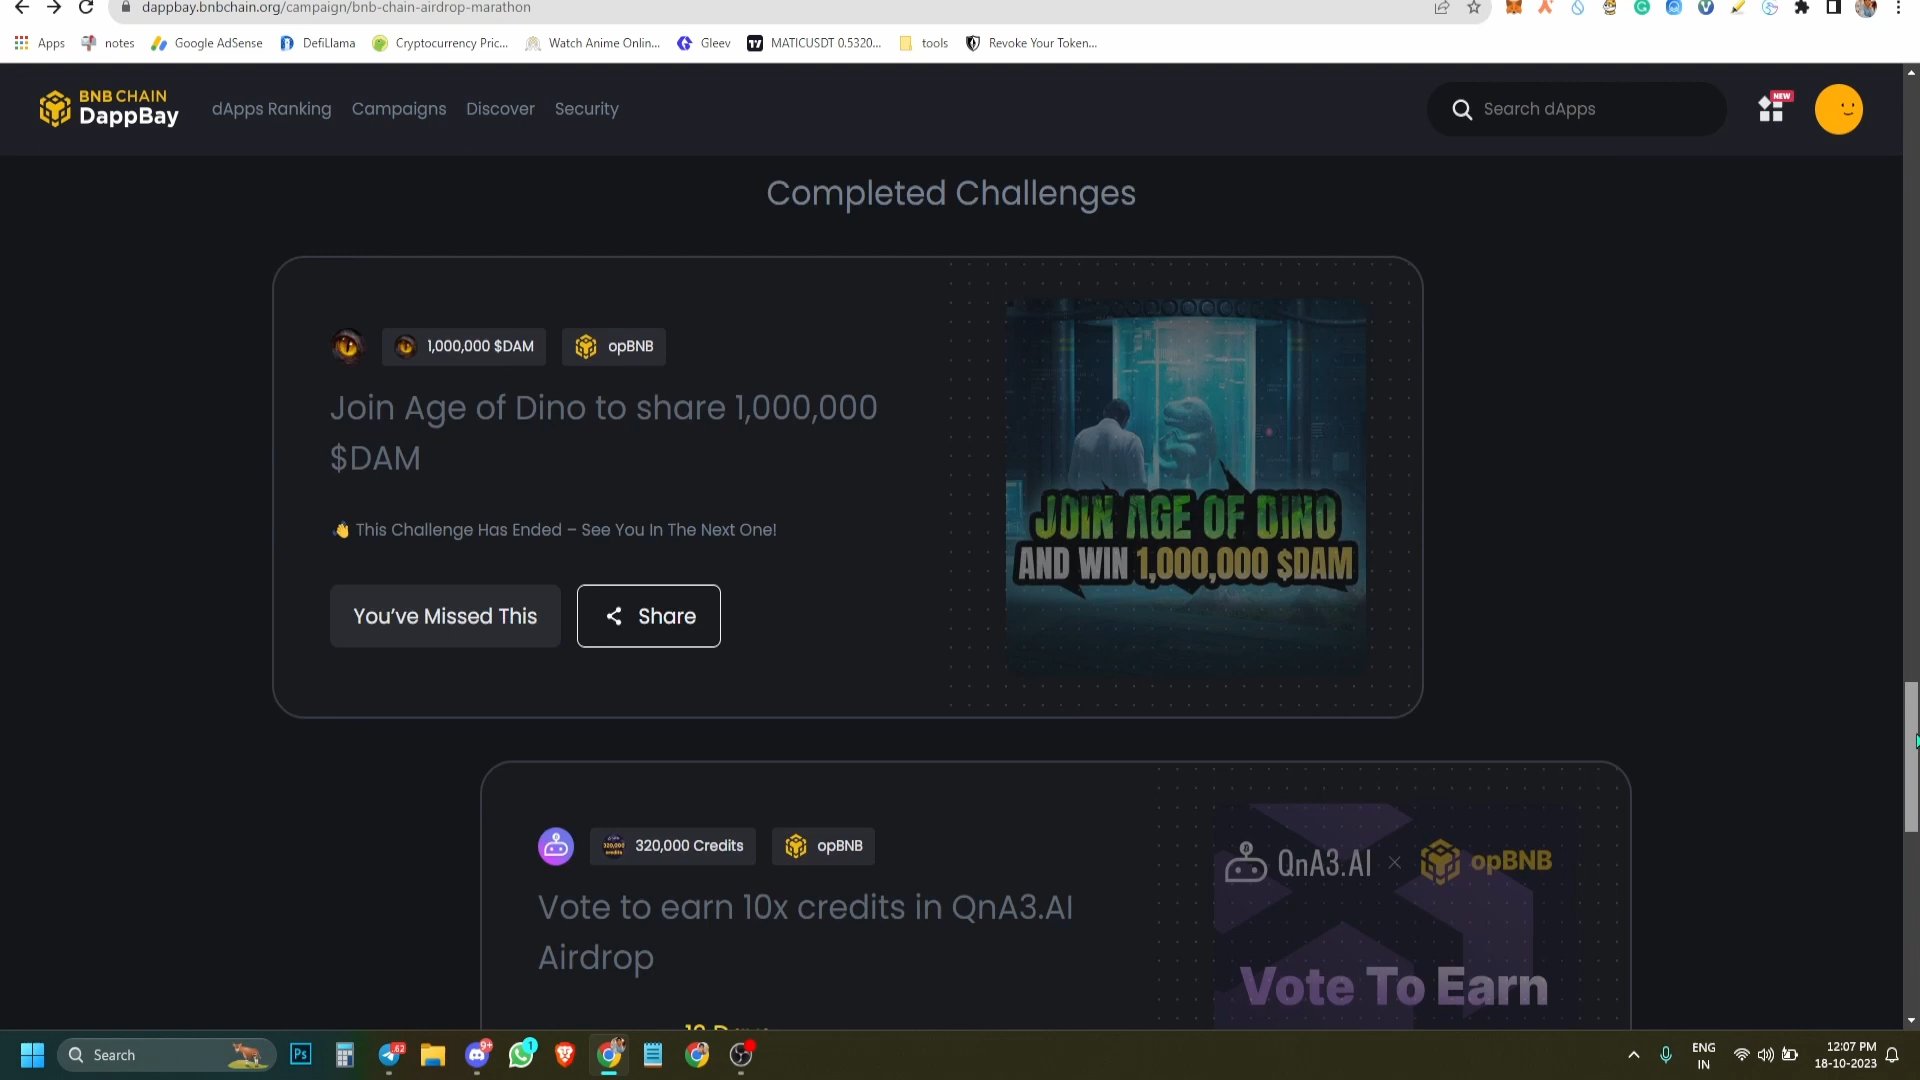 dappbay.bnbchain.org/campaign/bnb-chain-airdrop-marathon
Apps
notes
Google AdSense
DefiLlama
Cryptocurrency Pric...
Watch Anime Onlin...
Gleev
MATICUSDT 0.5320...
tools
Revoke Your Token...
BNB CHAIN
DappBay
dApps Ranking
Campaigns
Discover
Security
Search dApps
NEW
Completed Challenges
1,000,000 $DAM
opBNB
Join Age of Dino to share 1,000,000
$DAM
👋 This Challenge Has Ended – See You In The Next One!
You've Missed This
Share
JOIN AGE OF DINO
AND WIN 1,000,000 $DAM
320,000 Credits
opBNB
Vote to earn 10x credits in QnA3.AI
Airdrop
QnA3.AI × opBNB
Vote To Earn
Search
Ps
62
9+
1
ENG
IN
12:07 PM
18-10-2023